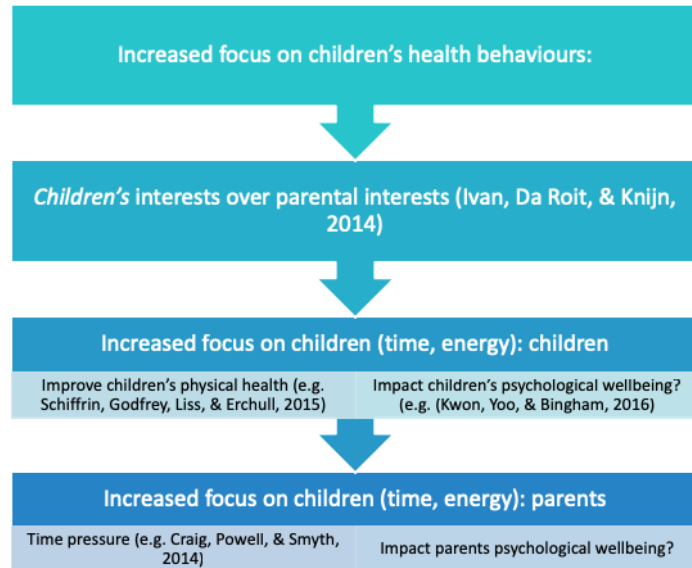 Increased focus on children's health behaviours:
Children's interests over parental interests (Ivan, Da Roit, & Knijn,
2014)
Increased focus on children (time, energy): children
Improve children's physical health (e.g.
Schiffrin, Godfrey, Liss, & Erchull, 2015)
Impact children's psychological wellbeing?
(e.g. (Kwon, Yoo, & Bingham, 2016)
Increased focus on children (time, energy): parents
Time pressure (e.g. Craig, Powell, & Smyth,
2014)
Impact parents psychological wellbeing?